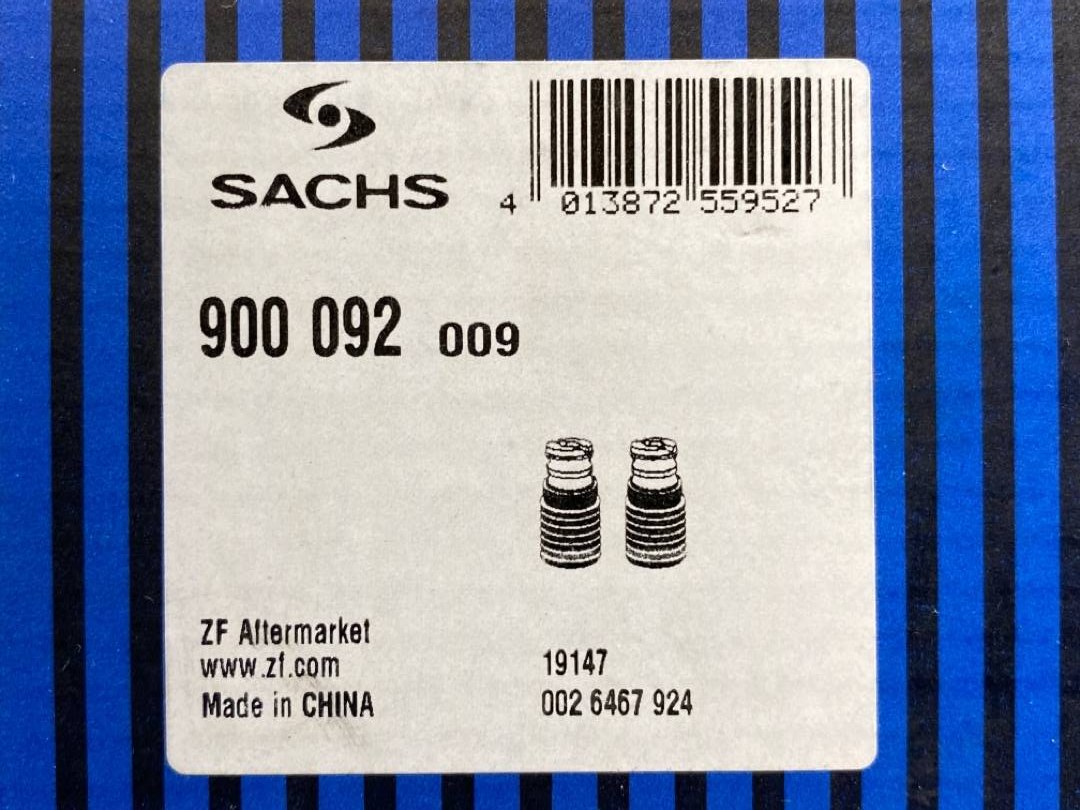 SACHS
4 013872 559527
900 092 009
ZF Aftermarket
www.zf.com
Made in CHINA
19147
002 6467 924